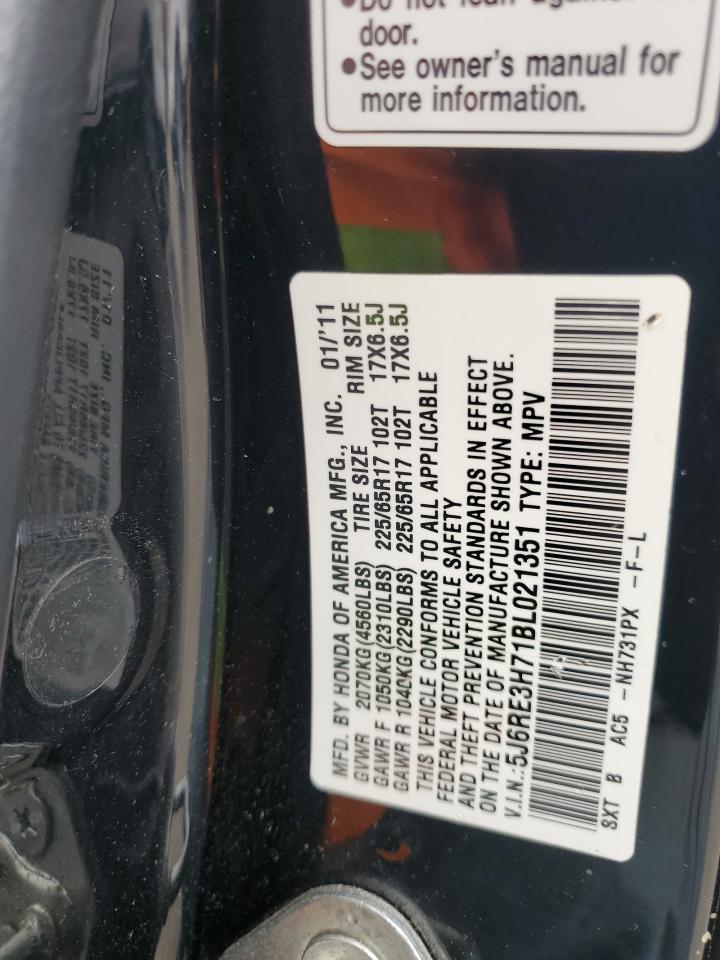 door.
•See owner's manual for
more information.
MFD. BY HONDA OF AMERICA MFG., INC. 01/'11
GVWR 2070KG(4560LBS) TIRE SIZE RIM SIZE
GAWR F 1050KG(2310LBS) 225/65R17 102T 17X6.5J
GAWR R 1040KG(2290LBS) 225/65R17 102T 17X6.5J
THIS VEHICLE CONFORMS TO ALL APPLICABLE
FEDERAL MOTOR VEHICLE SAFETY
AND THEFT PREVENTION STANDARDS IN EFFECT
ON THE DATE OF MANUFACTURE SHOWN ABOVE.
V.I.N.:5J6RE3H71BL021351 TYPE: MPV
SXT B AC5 -NH731PX -F-L